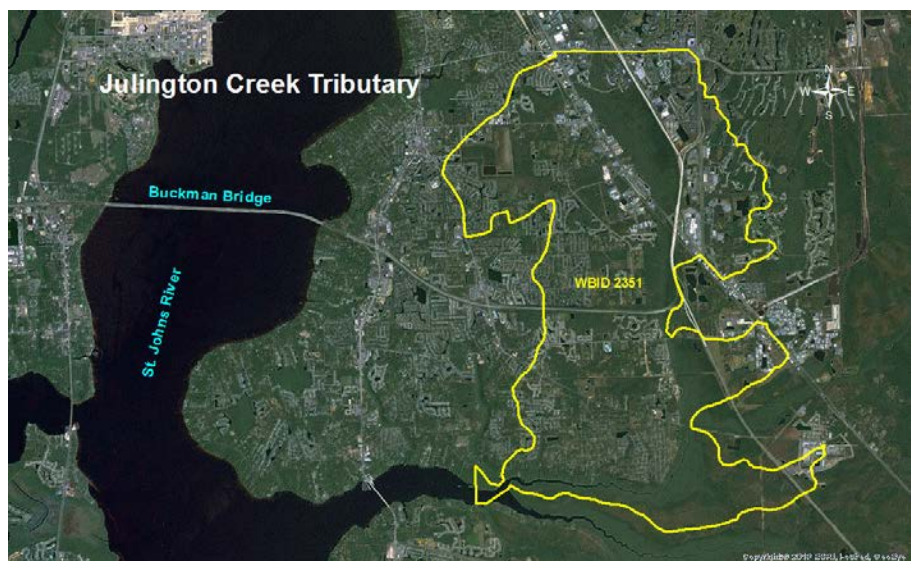 Julington Creek Tributary
N
W E
S
Buckman Bridge
WBID 2351
St. Johns River